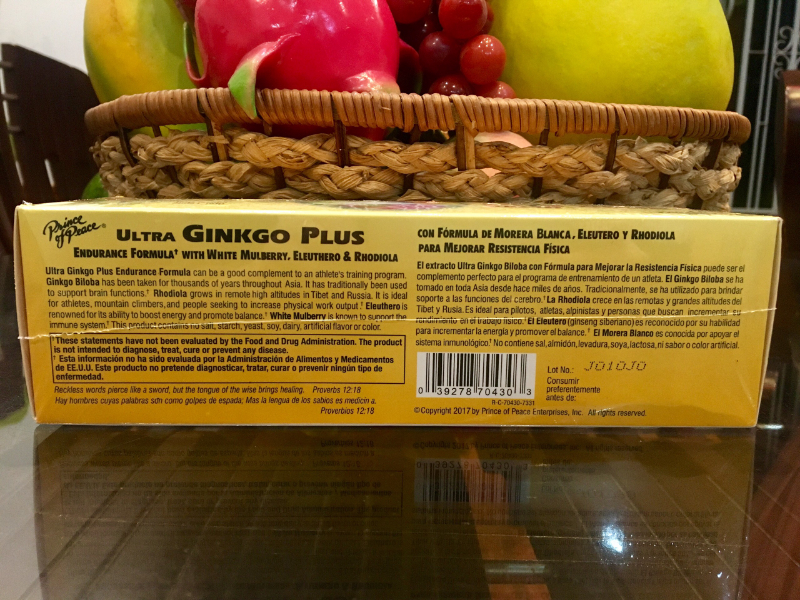 Prince of Peace®
ULTRA GINKGO PLUS
ENDURANCE FORMULA† WITH WHITE MULBERRY, ELEUTHERO & RHODIOLA
Ultra Ginkgo Plus Endurance Formula can be a good complement to an athlete's training program.
Ginkgo Biloba has been taken for thousands of years throughout Asia. It has traditionally been used
to support brain functions.† Rhodiola grows in remote high altitudes in Tibet and Russia. It is ideal
for athletes, mountain climbers, and people seeking to increase physical work output.† Eleuthero is
renowned for its ability to boost energy and promote balance.† White Mulberry is known to support the
immune system.† This product contains no salt, starch, yeast, soy, dairy, artificial flavor or color.
†These statements have not been evaluated by the Food and Drug Administration. The product
is not intended to diagnose, treat, cure or prevent any disease.
† Esta información no ha sido evaluada por la Administración de Alimentos y Medicamentos
de EE.U.U. Este producto no pretende diagnosticar, tratar, curar o prevenir ningún tipo de
enfermedad.
Reckless words pierce like a sword, but the tongue of the wise brings healing. Proverbs 12:18
Hay hombres cuyas palabras son como golpes de espada; Mas la lengua de los sabios es medicina.
Proverbios 12:18
CON FÓRMULA DE MORERA BLANCA, ELEUTERO Y RHODIOLA
PARA MEJORAR RESISTENCIA FÍSICA
El extracto Ultra Ginkgo Biloba con Fórmula para Mejorar la Resistencia Física puede ser el
complemento perfecto para el programa de entrenamiento de un atleta. El Ginkgo Biloba se ha
tomado en toda Asia desde hace miles de años. Tradicionalmente, se ha utilizado para brindar
soporte a las funciones del cerebro.† La Rhodiola crece en las remotas y grandes altitudes del
Tibet y Rusia. Es ideal para pilotos, atletas, alpinistas y personas que buscan incrementar su
rendimiento en el trabajo físico.† El Eleutero (ginseng siberiano) es reconocido por su habilidad
para incrementar la energía y promover el balance.† El Morera Blanco es conocido por apoyar el
sistema inmunológico.† No contiene sal, almidón, levadura, soya, lactosa, ni sabor o color artificial.
0 39278 70430 3
R-C-70430-7331
Lot No.: J010J0
Consumir
preferentemente
antes de:
©Copyright 2017 by Prince of Peace Enterprises, Inc. All rights reserved.